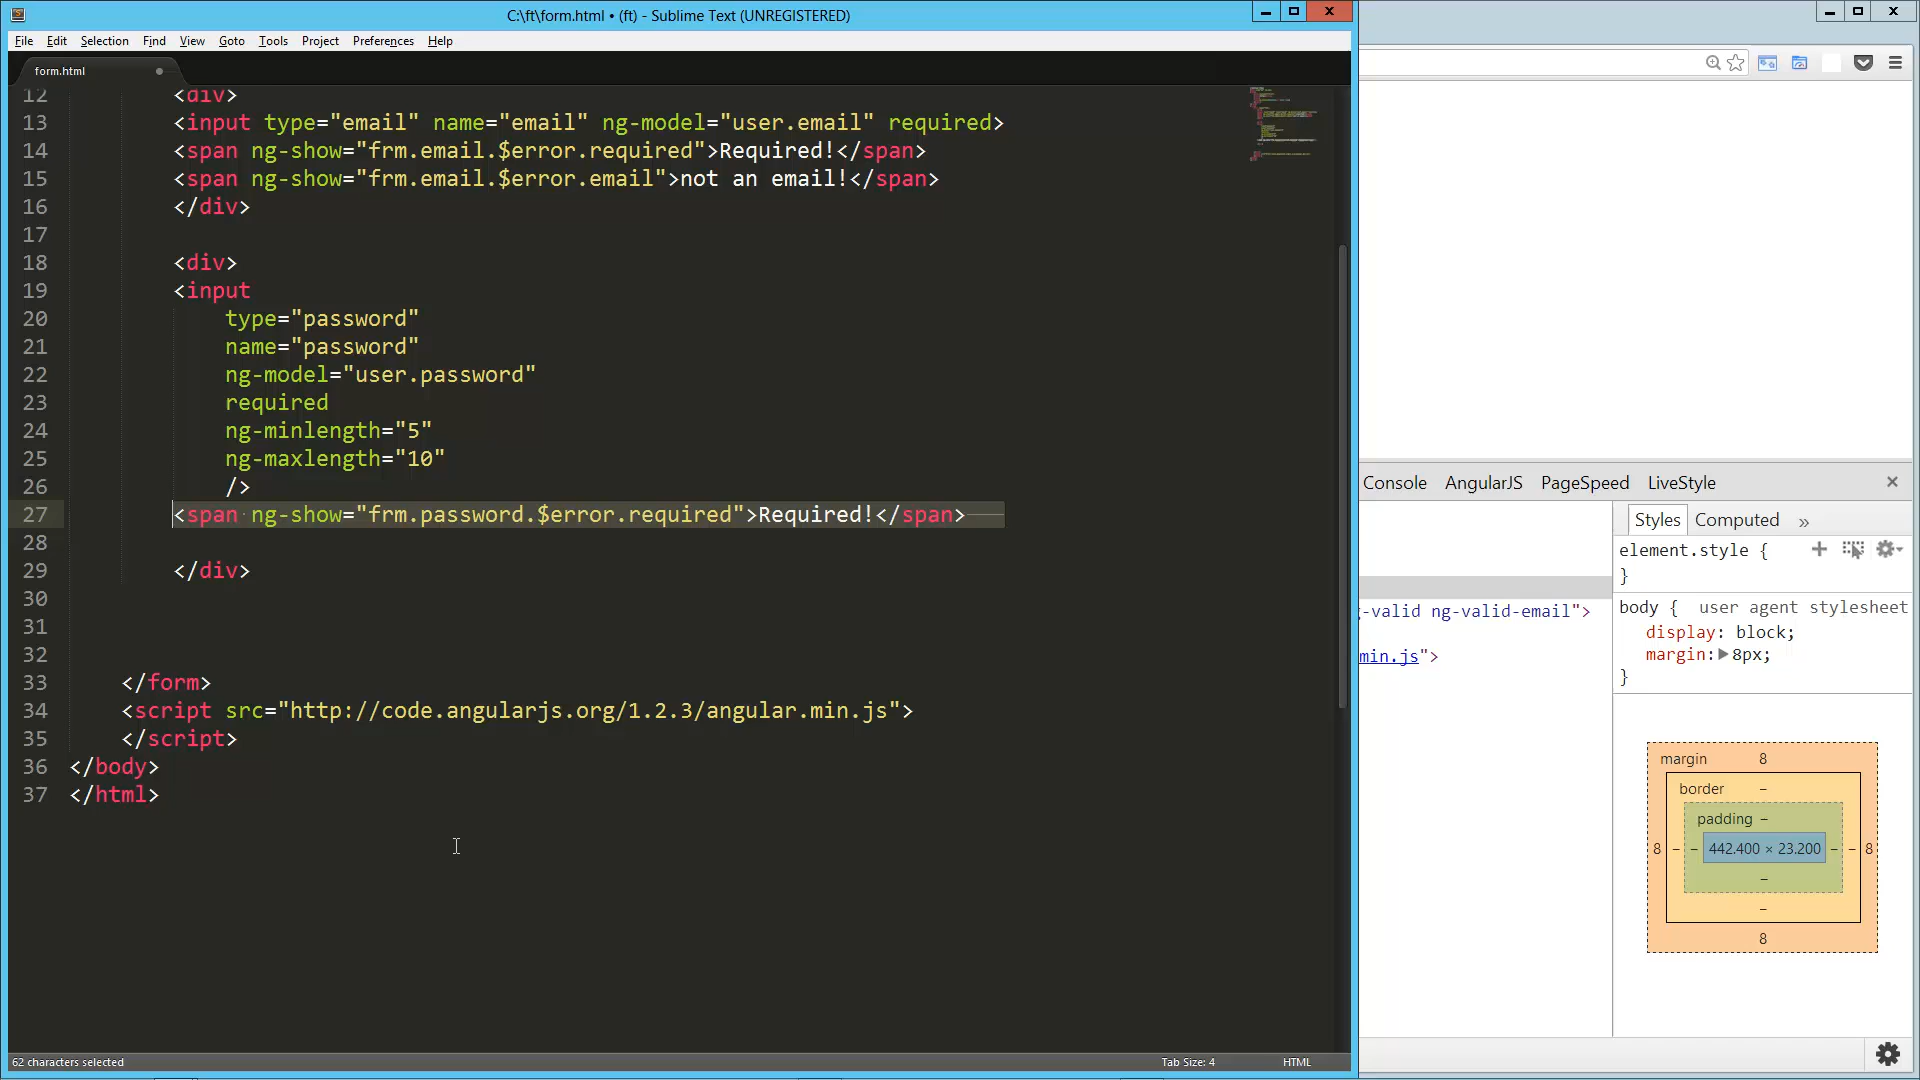 C:\ft\form.html • (ft) - Sublime Text (UNREGISTERED)
File Edit Selection Find View Goto Tools Project Preferences Help
form.html
12 <div>
13 <input type="email" name="email" ng-model="user.email" required>
14 <span ng-show="frm.email.$error.required">Required!</span>
15 <span ng-show="frm.email.$error.email">not an email!</span>
16 </div>
17
18 <div>
19 <input
20 type="password"
21 name="password"
22 ng-model="user.password"
23 required
24 ng-minlength="5"
25 ng-maxlength="10"
26 />
27 <span ng-show="frm.password.$error.required">Required!</span>
28
29 </div>
30
31
32
33 </form>
34 <script src="http://code.angularjs.org/1.2.3/angular.min.js">
35 </script>
36 </body>
37 </html>
62 characters selected
Tab Size: 4
HTML
Console AngularJS PageSpeed LiveStyle
-valid ng-valid-email">
min.js">
Styles Computed »
element.style {
}
body { user agent stylesheet
display: block;
margin: 8px;
}
margin 8
border –
padding –
8 – – 442.400 × 23.200 – – 8
–
–
8